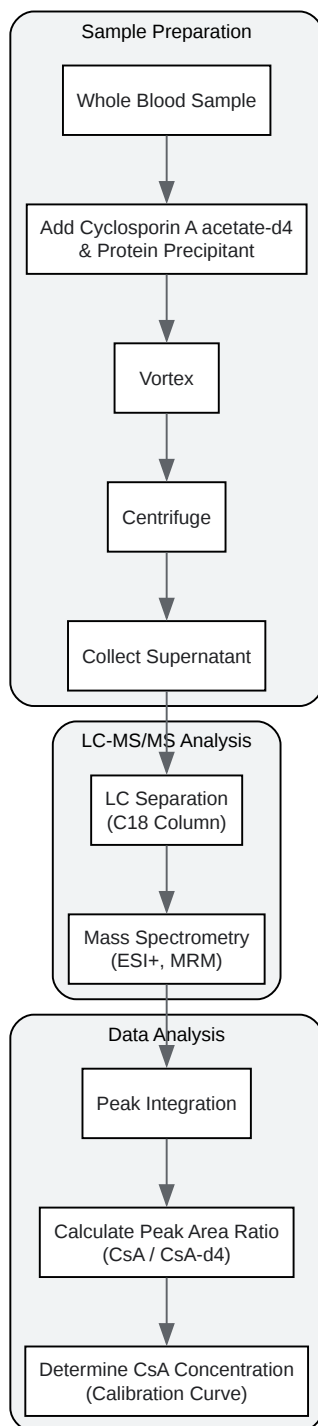 Sample Preparation
Whole Blood Sample
Add Cyclosporin A acetate-d4
& Protein Precipitant
Vortex
Centrifuge
Collect Supernatant
LC-MS/MS Analysis
LC Separation
(C18 Column)
Mass Spectrometry
(ESI+, MRM)
Data Analysis
Peak Integration
Calculate Peak Area Ratio
(CsA / CsA-d4)
Determine CsA Concentration
(Calibration Curve)